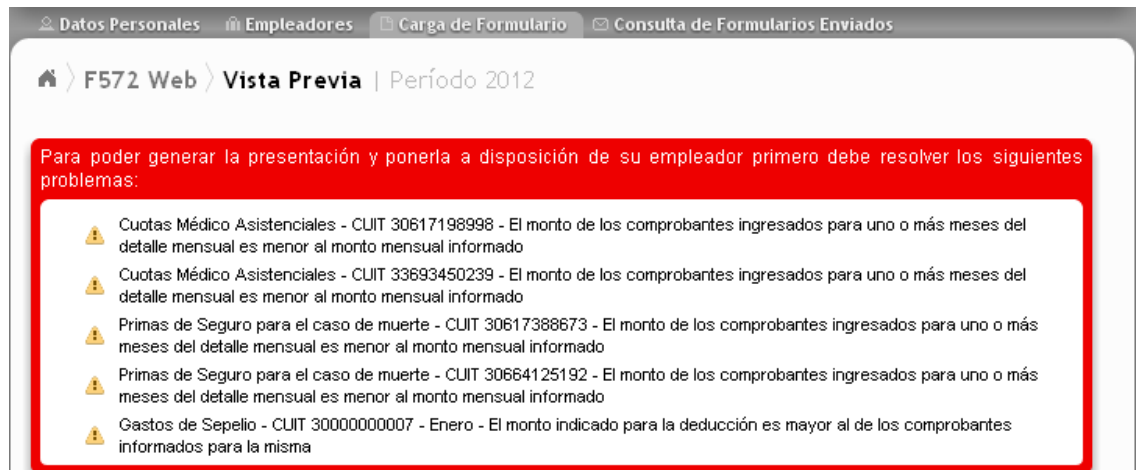 Datos Personales Empleadores Carga de Formulario Consulta de Formularios Enviados
F572 Web Vista Previa | Período 2012
Para poder generar la presentación y ponerla a disposición de su empleador primero debe resolver los siguientes
problemas:
Cuotas Médico Asistenciales - CUIT 30617198998 - El monto de los comprobantes ingresados para uno o más meses del
detalle mensual es menor al monto mensual informado
Cuotas Médico Asistenciales - CUIT 33693450239 - El monto de los comprobantes ingresados para uno o más meses del
detalle mensual es menor al monto mensual informado
Primas de Seguro para el caso de muerte - CUIT 30617388673 - El monto de los comprobantes ingresados para uno o más
meses del detalle mensual es menor al monto mensual informado
Primas de Seguro para el caso de muerte - CUIT 30664125192 - El monto de los comprobantes ingresados para uno o más
meses del detalle mensual es menor al monto mensual informado
Gastos de Sepelio - CUIT 30000000007 - Enero - El monto indicado para la deducción es mayor al de los comprobantes
informados para la misma